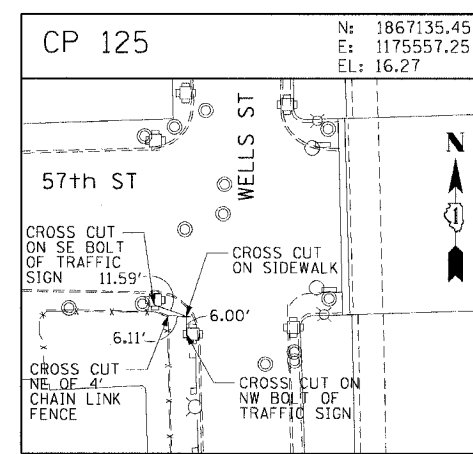 CP 125
N: 1867135.45
E: 1175557.25
EL: 16.27
WELLS ST
N
57th ST
CROSS CUT
ON SE BOLT
OF TRAFFIC
SIGN 11.59'
CROSS CUT
ON SIDEWALK
6.00'
6.11'
CROSS CUT
NE OF 4'
CHAIN LINK
FENCE
CROSS CUT ON
NW BOLT OF
TRAFFIC SIGN